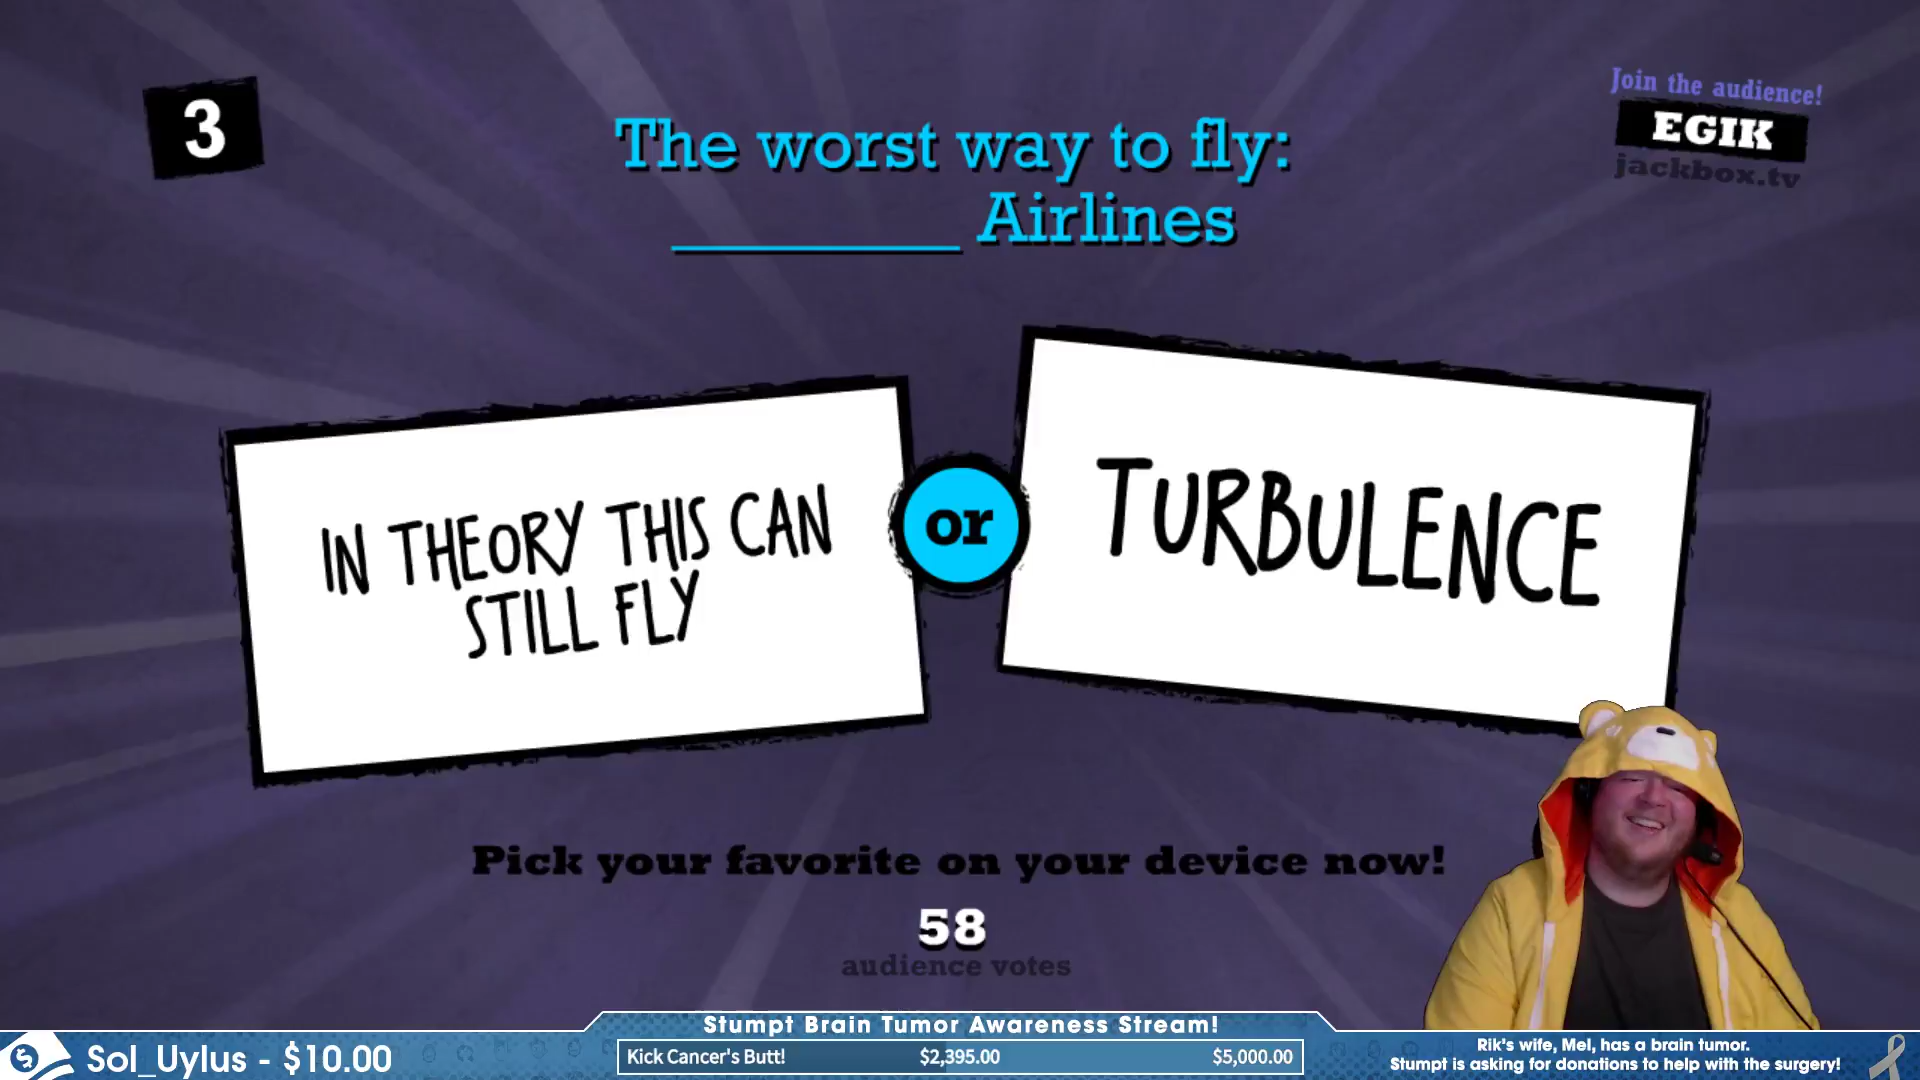 3
The worst way to fly:
_________ Airlines
Join the audience!
EGIK
jackbox.tv
IN THEORY THIS CAN
STILL FLY
or
TURBULENCE
Pick your favorite on your device now!
58
audience votes
Stumpt Brain Tumor Awareness Stream!
Sol_Uylus - $10.00
Kick Cancer's Butt! $2,395.00 $5,000.00
Rik's wife, Mel, has a brain tumor.
Stumpt is asking for donations to help with the surgery!